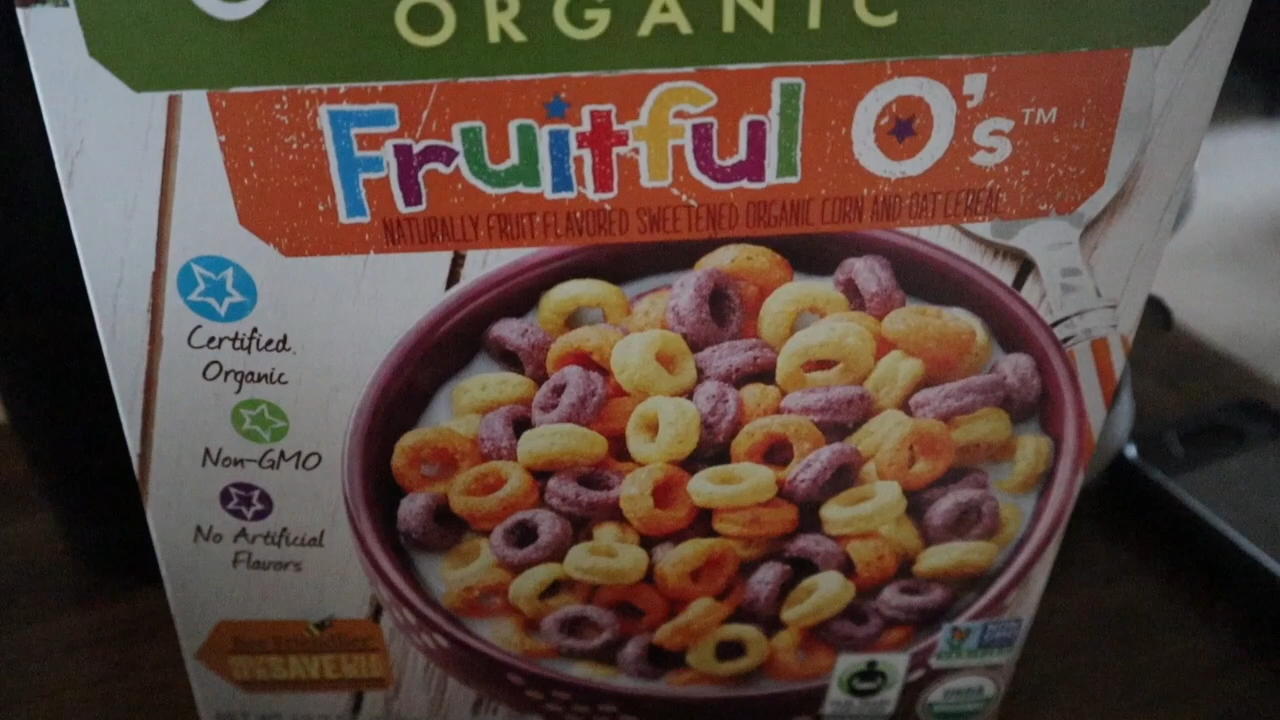 ORGANIC
Fruitful O's™
NATURALLY FRUIT FLAVORED SWEETENED ORGANIC CORN AND OAT CEREAL
Certified
Organic
Non-GMO
No Artificial
Flavors
USDA